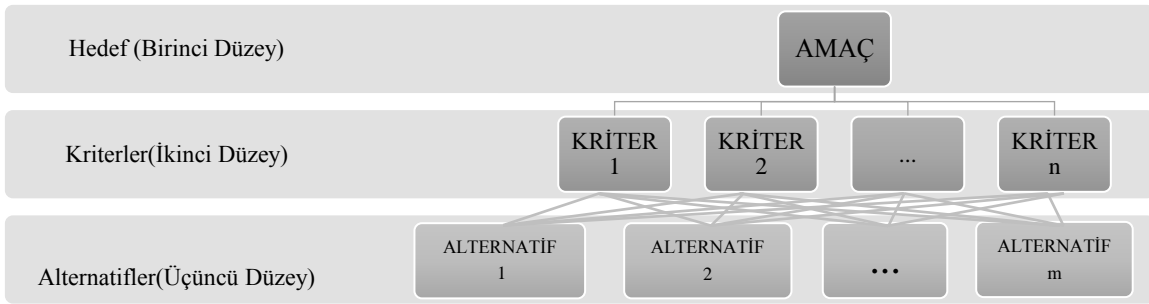 Hedef (Birinci Düzey)
AMAÇ
Kriterler(İkinci Düzey)
KRİTER
1
KRİTER
2
...
KRİTER
n
Alternatifler(Üçüncü Düzey)
ALTERNATİF
1
ALTERNATİF
2
...
ALTERNATİF
m